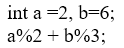 int a =2, b=6;
a%2 + b%3;